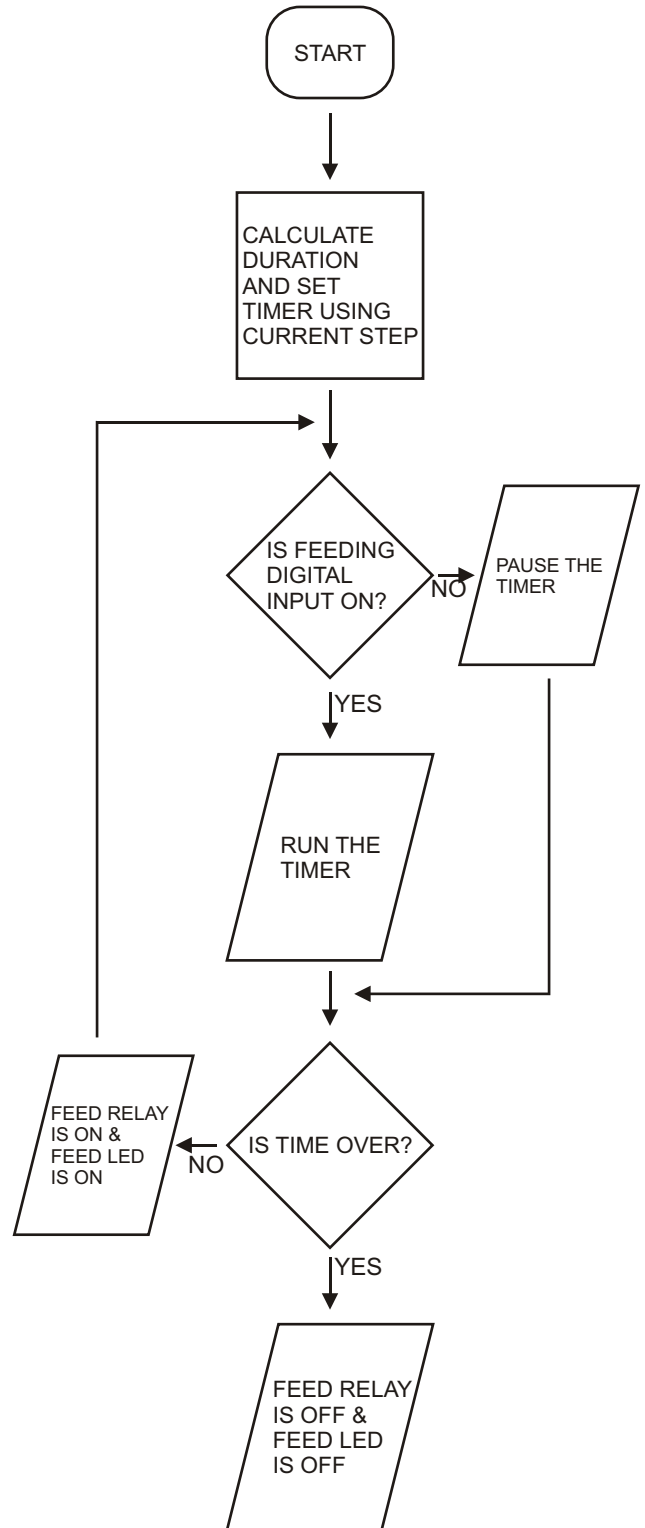 START
CALCULATE
DURATION
AND SET
TIMER USING
CURRENT STEP
IS FEEDING
DIGITAL
INPUT ON?
NO
PAUSE THE
TIMER
YES
RUN THE
TIMER
IS TIME OVER?
NO
FEED RELAY
IS ON &
FEED LED
IS ON
YES
FEED RELAY
IS OFF &
FEED LED
IS OFF